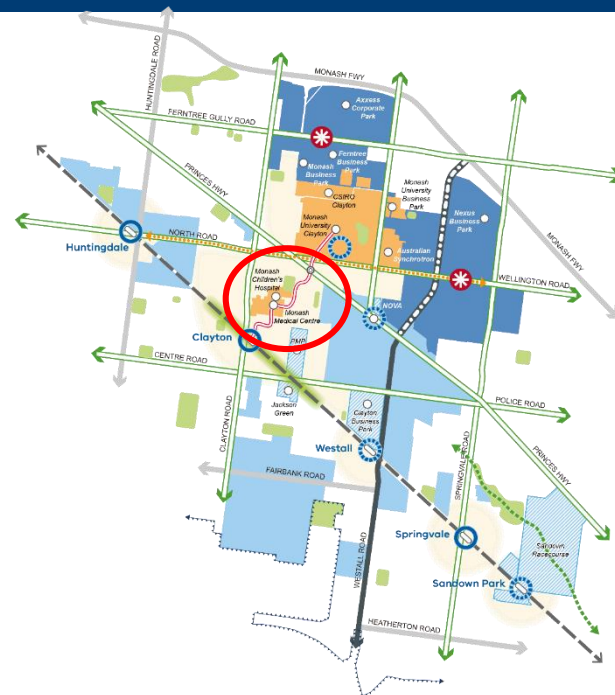 HUNTINGDALE ROAD
MONASH FWY
Axxess
Corporate
Park
FERNTREE GULLY ROAD
Ferntree
Business
Park
Monash
Business
Park
PRINCES HWY
CSIRO
Clayton
Monash
University
Business
Park
Monash
University
Clayton
Nexus
Business
Park
MONASH FWY
Huntingdale
NORTH ROAD
Australian
Synchrotron
WELLINGTON ROAD
Monash
Children's
Hospital
Monash
Medical Centre
NOVA
Clayton
PMP
CENTRE ROAD
POLICE ROAD
Jackson
Green
Clayton
Business
Park
CLAYTON ROAD
Westall
SPRINGVALE ROAD
PRINCES HWY
FAIRBANK ROAD
WESTALL ROAD
Springvale
Sandown
Racecourse
Sandown Park
HEATHERTON ROAD